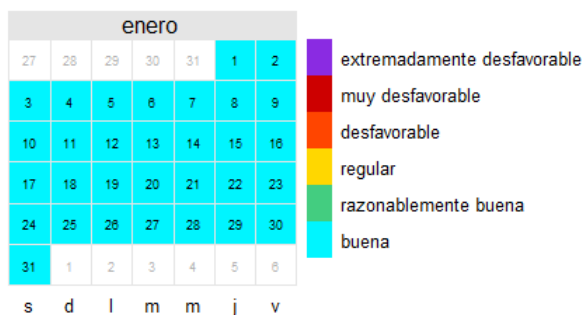 enero
27 28 29 30 31 1 2
3 4 5 6 7 8 9
10 11 12 13 14 15 16
17 18 19 20 21 22 23
24 25 26 27 28 29 30
31 1 2 3 4 5 6
s d l m m j v
extremadamente desfavorable
muy desfavorable
desfavorable
regular
razonablemente buena
buena